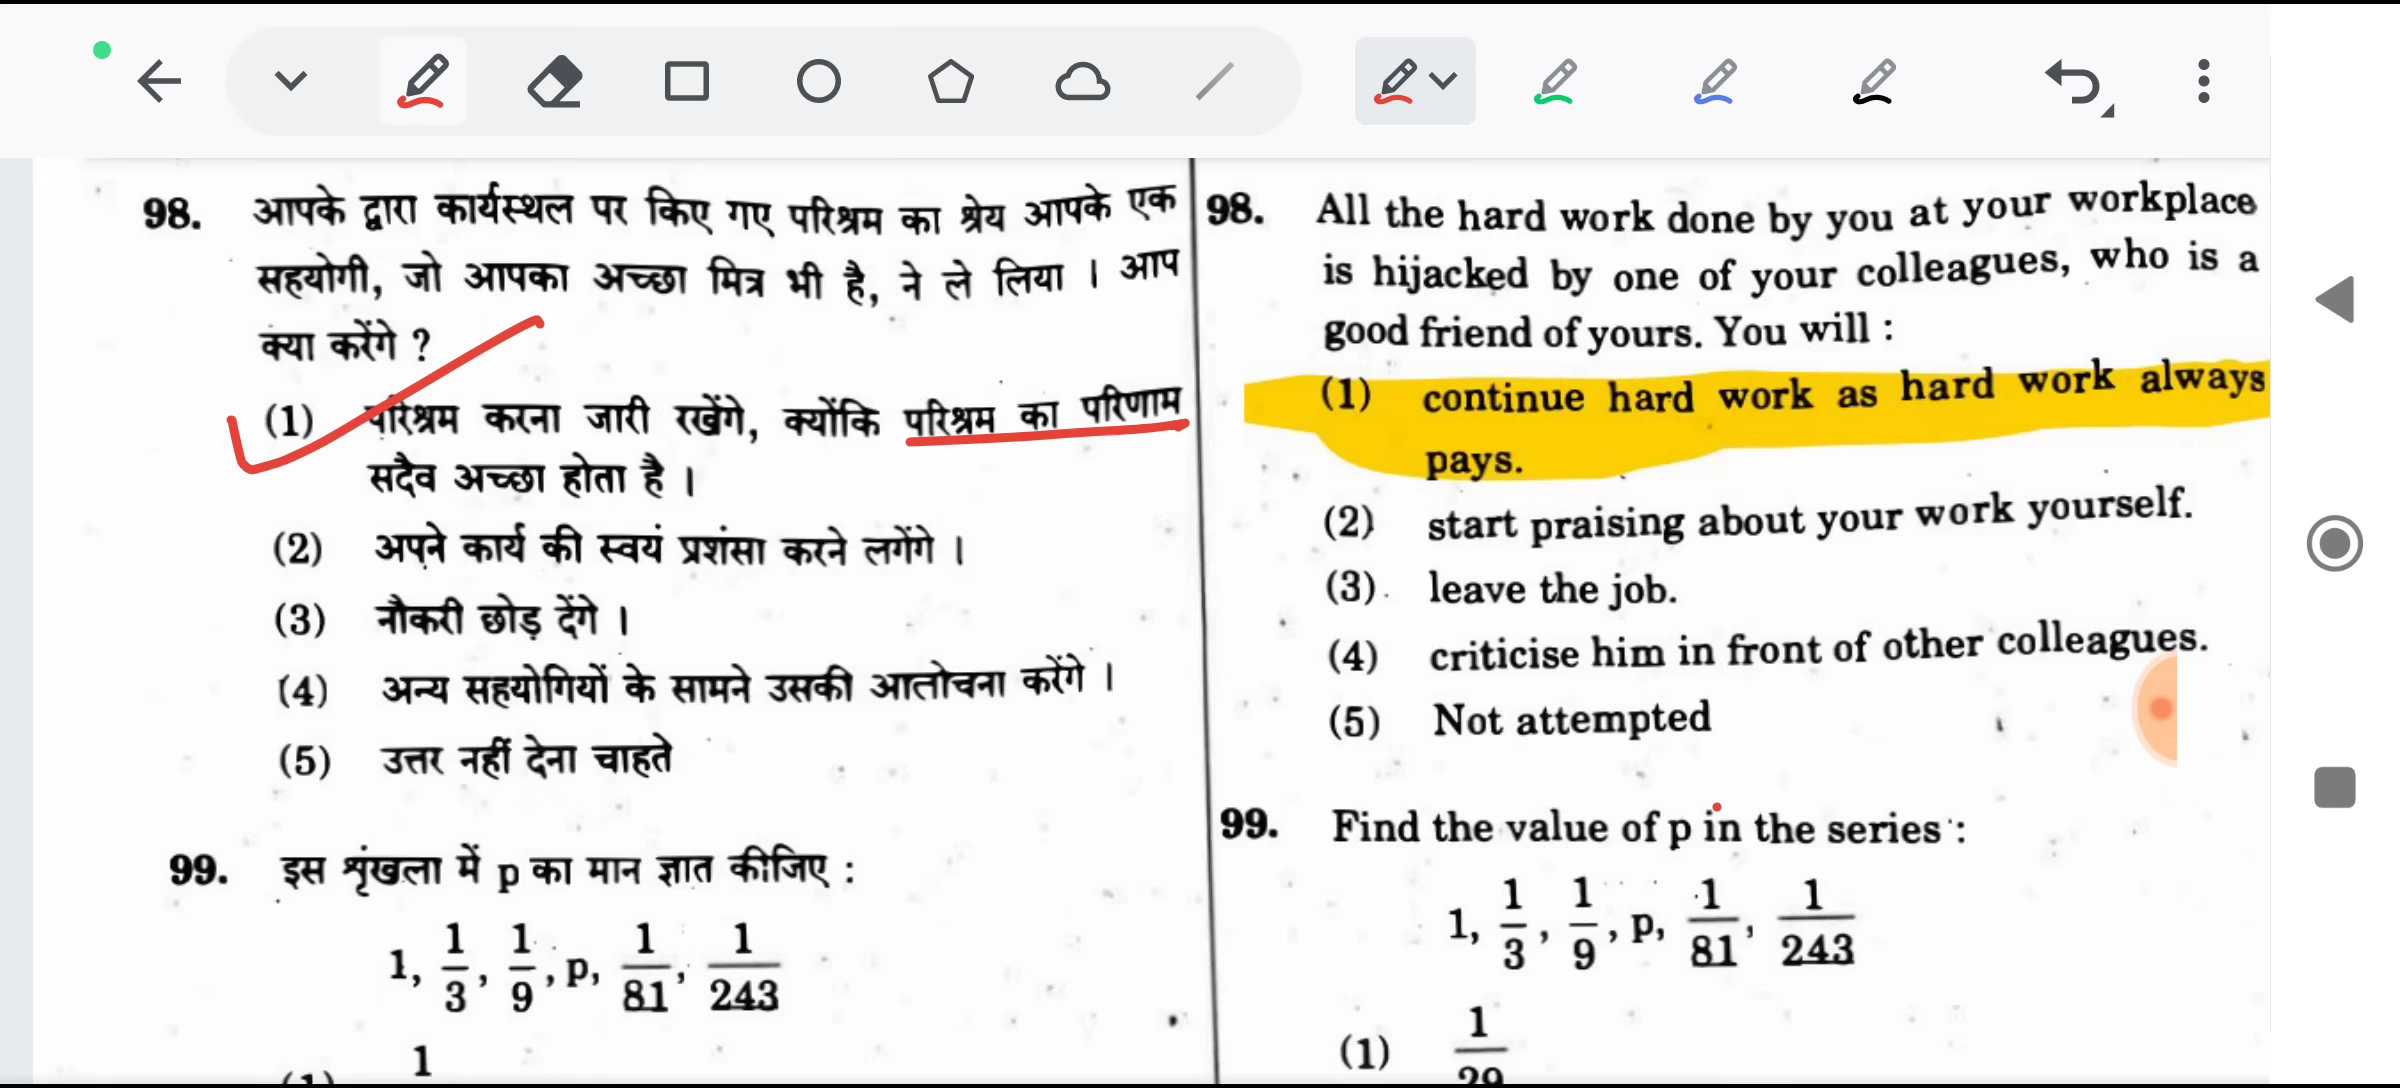 98. आपके द्वारा कार्यस्थल पर किए गए परिश्रम का श्रेय आपके एक
सहयोगी, जो आपका अच्छा मित्र भी है, ने ले लिया । आप
क्या करेंगे ?
(1) परिश्रम करना जारी रखेंगे, क्योंकि परिश्रम का परिणाम
सदैव अच्छा होता है ।
(2) अपने कार्य की स्वयं प्रशंसा करने लगेंगे ।
(3) नौकरी छोड़ देंगे ।
(4) अन्य सहयोगियों के सामने उसकी आलोचना करेंगे ।
(5) उत्तर नहीं देना चाहते
99. इस शृंखला में p का मान ज्ञात कीजिए :
1, 1/3, 1/9, p, 1/81, 1/243
98. All the hard work done by you at your workplace
is hijacked by one of your colleagues, who is a
good friend of yours. You will :
(1) continue hard work as hard work always
pays.
(2) start praising about your work yourself.
(3) leave the job.
(4) criticise him in front of other colleagues.
(5) Not attempted
99. Find the value of p in the series :
1, 1/3, 1/9, p, 1/81, 1/243
(1) 1/29